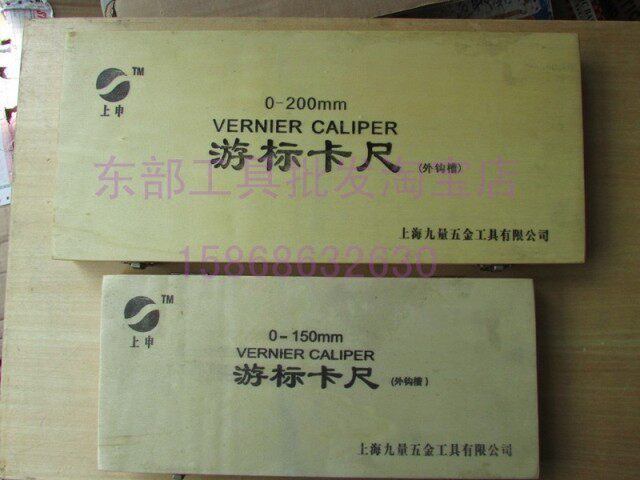 TM
上申
0-200mm
VERNIER CALIPER
游标卡尺 (外钩槽)
东部工具批发淘宝店
上海九量五金工具有限公司
15868632630
TM
上申
0-150mm
VERNIER CALIPER
游标卡尺 (外钩槽)
上海九量五金工具有限公司